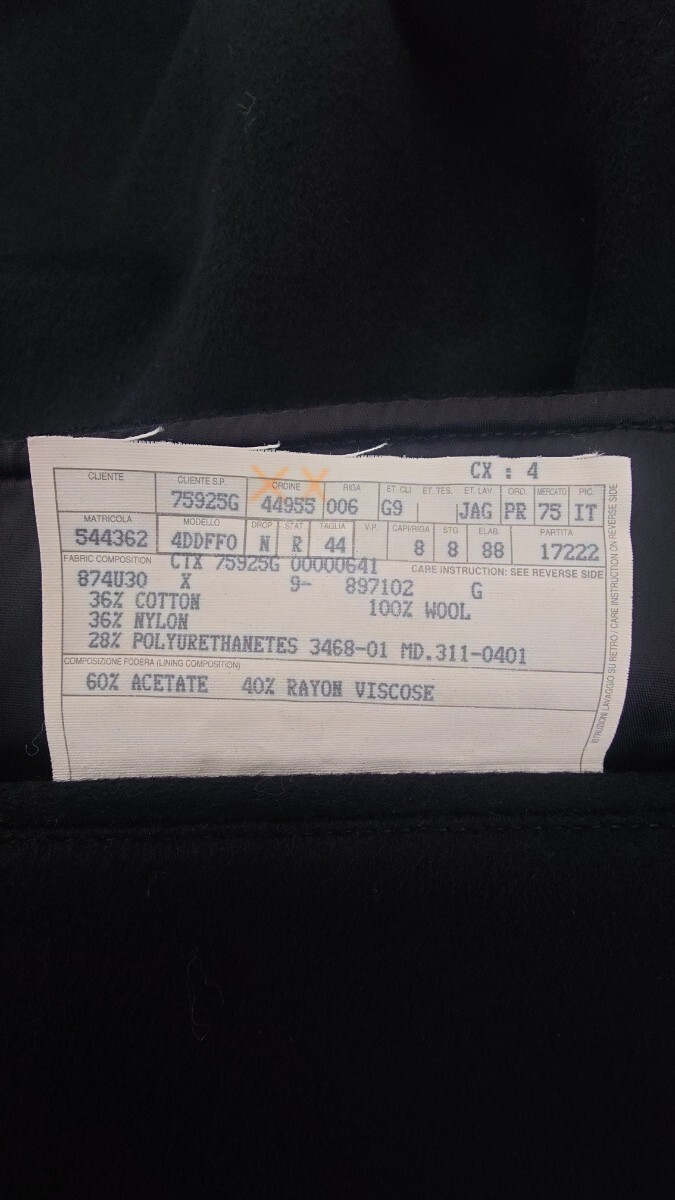 CX : 4
CLIENTE CLIENTE S.P. ORDINE RIGA ET. CLI ET. TES. ET. LAV. ORD. MERCATO PIC.
75925G 44955 006 G9 JAG PR 75 IT
MATRICOLA MODELLO DROP STAT. TAGLIA V.P. CAPI/RIGA STG ELAB. PARTITA
544362 4DDFFO N R 44 8 8 88 17222
FABRIC COMPOSITION CTX 75925G 00000641 CARE INSTRUCTION: SEE REVERSE SIDE
874U30 X 9- 897102 G
36% COTTON 100% WOOL
36% NYLON
28% POLYURETHANETES 3468-01 MD.311-0401
COMPOSIZIONE FODERA (LINING COMPOSITION)
60% ACETATE 40% RAYON VISCOSE
ISTRUZIONI LAVAGGIO SU RETRO / CARE INSTRUCTION ON REVERSE SIDE